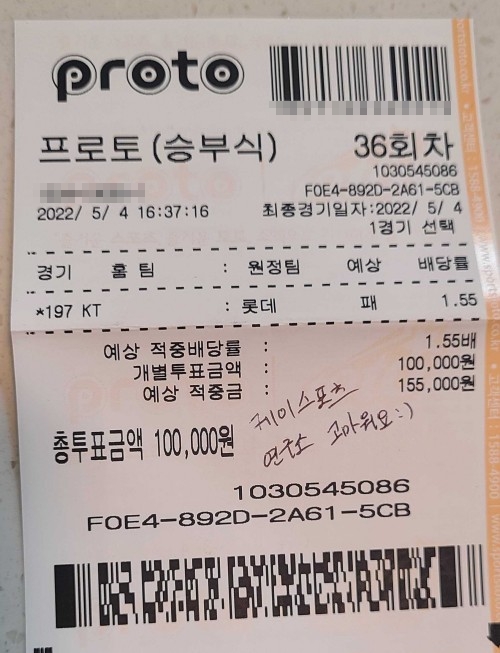 proto
프로토(승부식) 36회차
1030545086
F0E4-892D-2A61-5CB
2022/ 5/ 4 16:37:16 최종경기일자:2022/ 5/ 4
1경기 선택
경기 홈 팀 : 원정팀 예상 배당률
*197 KT : 롯데 패 1.55
예상 적중배당률 : 1.55배
개별투표금액 : 100,000원
예상 적중금 : 155,000원
총투표금액 100,000원
케이스포츠
연구소 고마워요:)
1030545086
F0E4-892D-2A61-5CB